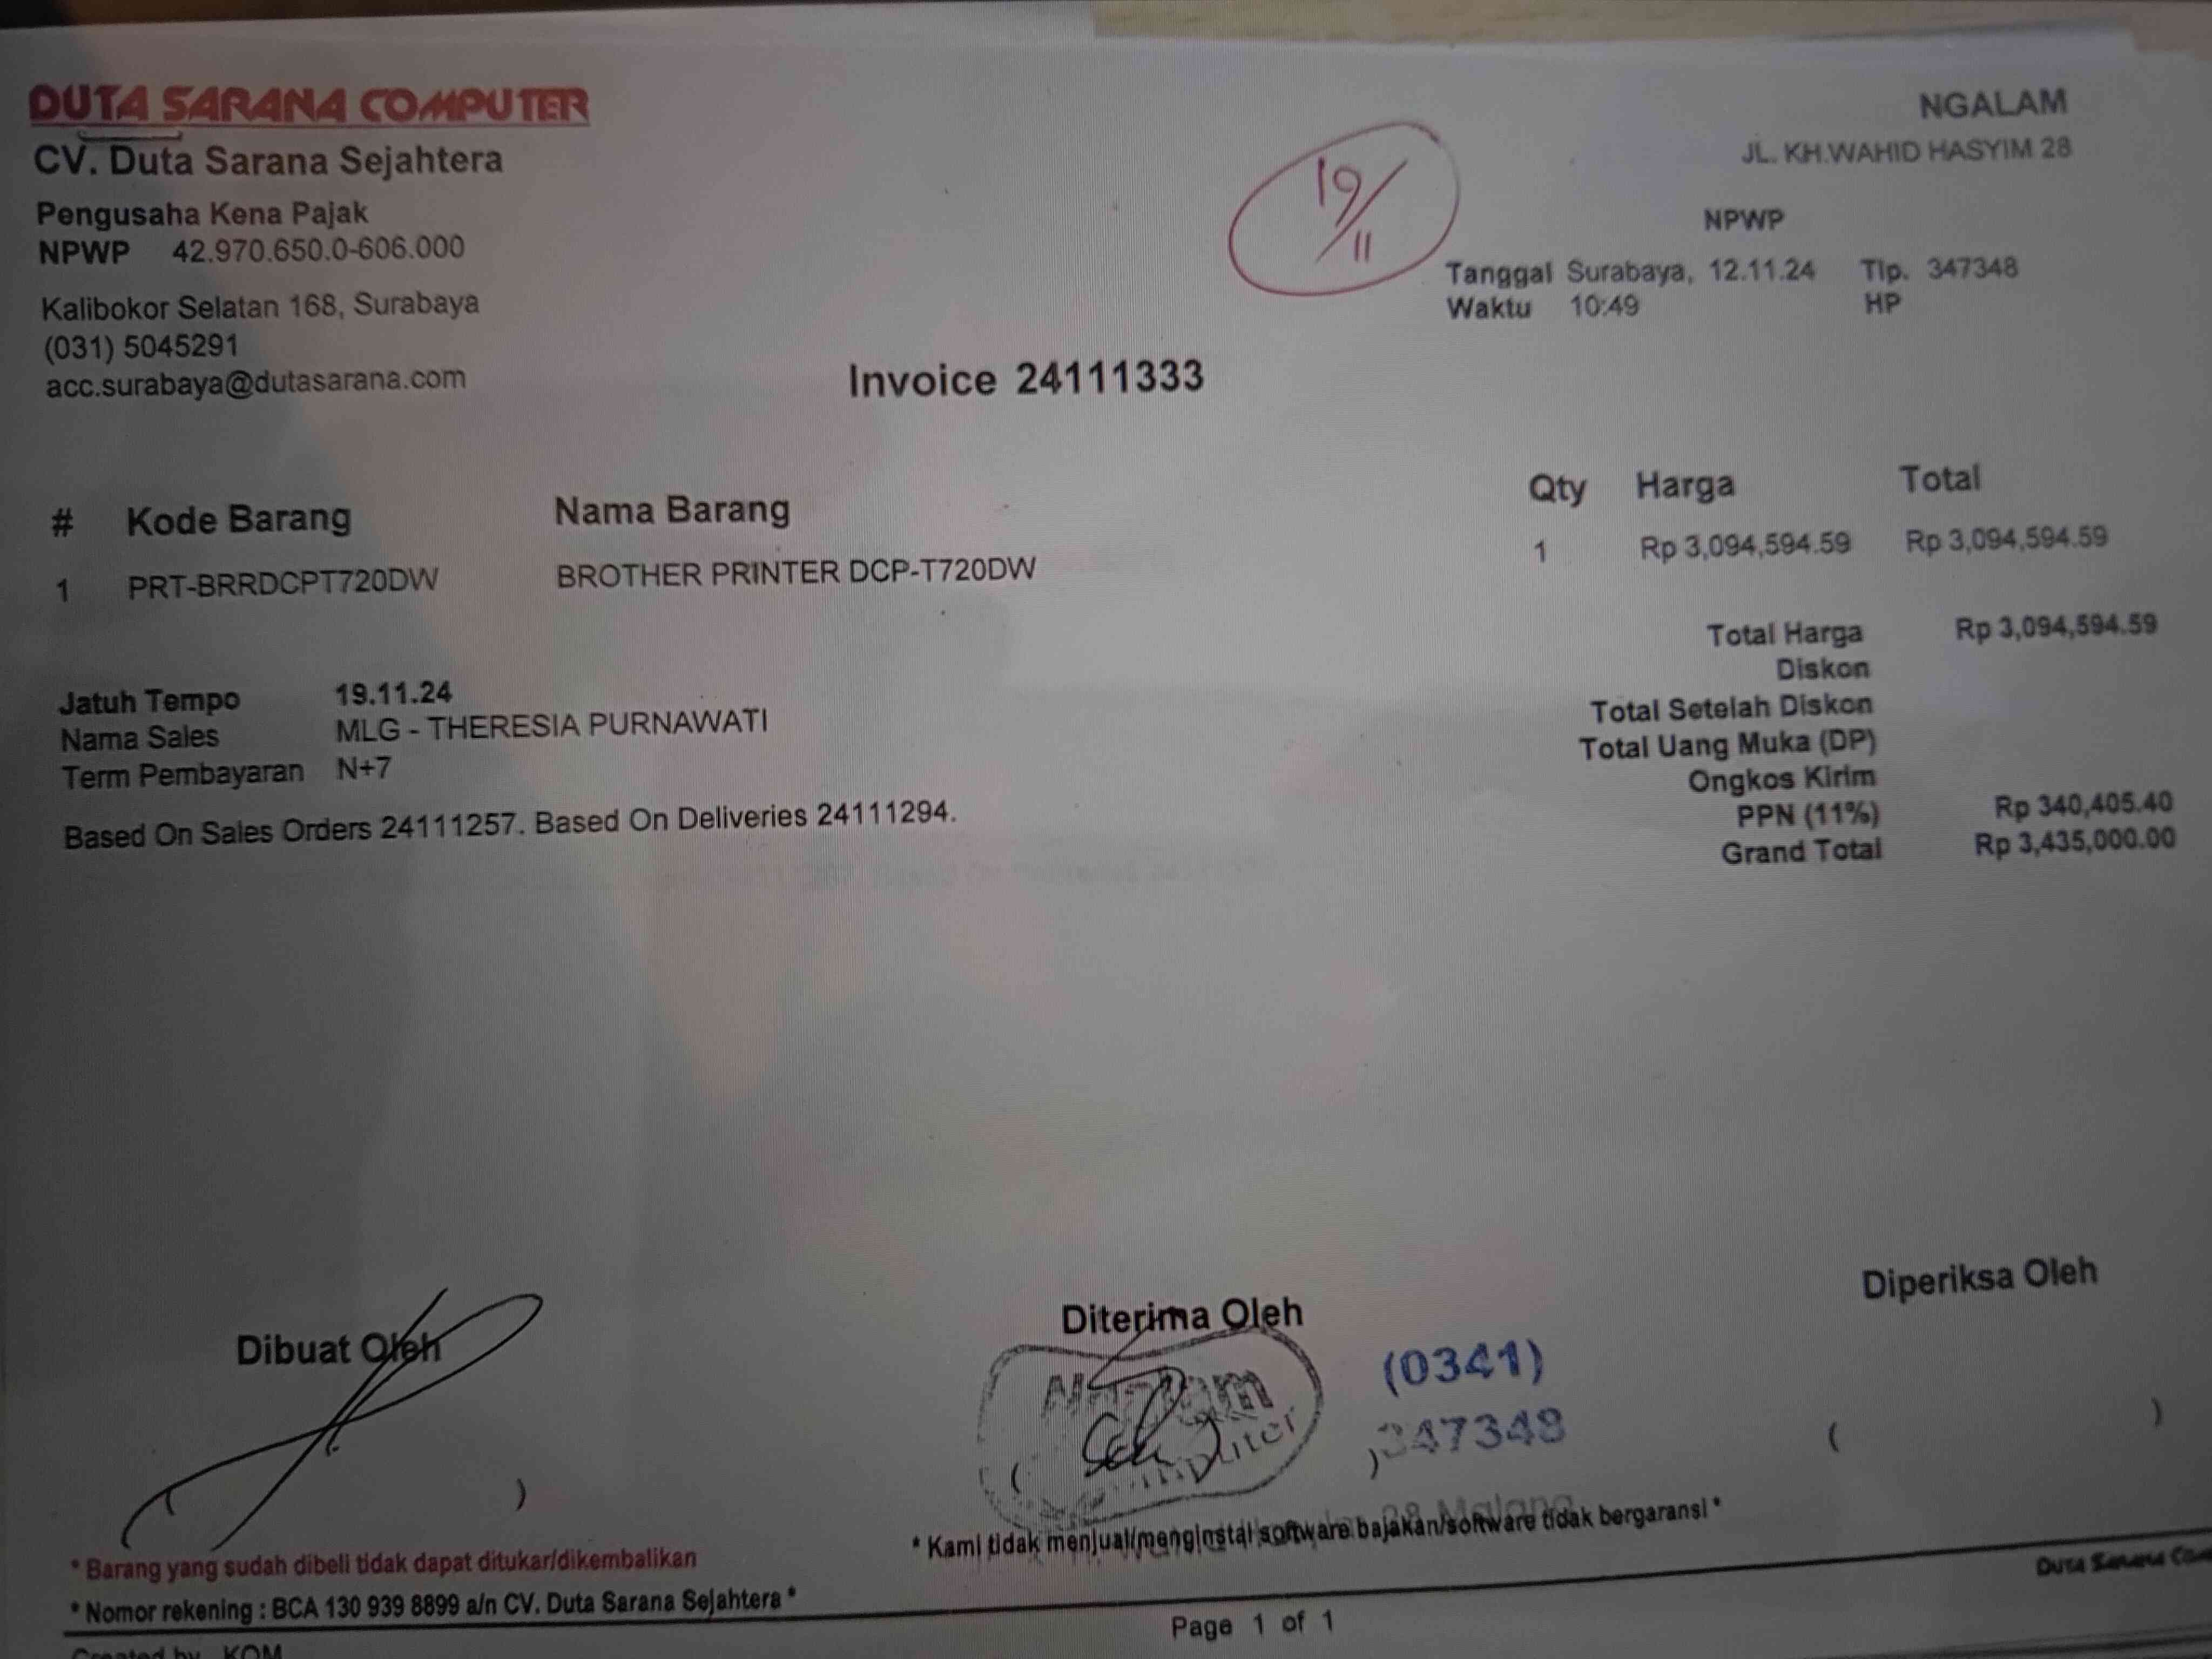 DUTA SARANA COMPUTER
CV. Duta Sarana Sejahtera
Pengusaha Kena Pajak
NPWP 42.970.650.0-606.000
Kalibokor Selatan 168, Surabaya
(031) 5045291
acc.surabaya@dutasarana.com
19/11
NGALAM
JL. KH.WAHID HASYIM 28
NPWP
Tanggal Surabaya, 12.11.24 Tlp. 347348
Waktu 10:49 HP
Invoice 24111333
# Kode Barang Nama Barang Qty Harga Total
1 PRT-BRRDCPT720DW BROTHER PRINTER DCP-T720DW 1 Rp 3,094,594.59 Rp 3,094,594.59
Total Harga Rp 3,094,594.59
Diskon
Total Setelah Diskon
Total Uang Muka (DP)
Ongkos Kirim
PPN (11%) Rp 340,405.40
Grand Total Rp 3,435,000.00
Jatuh Tempo 19.11.24
Nama Sales MLG - THERESIA PURNAWATI
Term Pembayaran N+7
Based On Sales Orders 24111257. Based On Deliveries 24111294.
Dibuat Oleh
)
Diterima Oleh
(0341)
347348
( )
Diperiksa Oleh
( )
* Barang yang sudah dibeli tidak dapat ditukar/dikembalikan
* Kami tidak menjual/menginstal software bajakan/software tidak bergaransi *
* Nomor rekening : BCA 130 939 8899 a/n CV. Duta Sarana Sejahtera *
DUTA SARANA
Page 1 of 1
Created by KOM